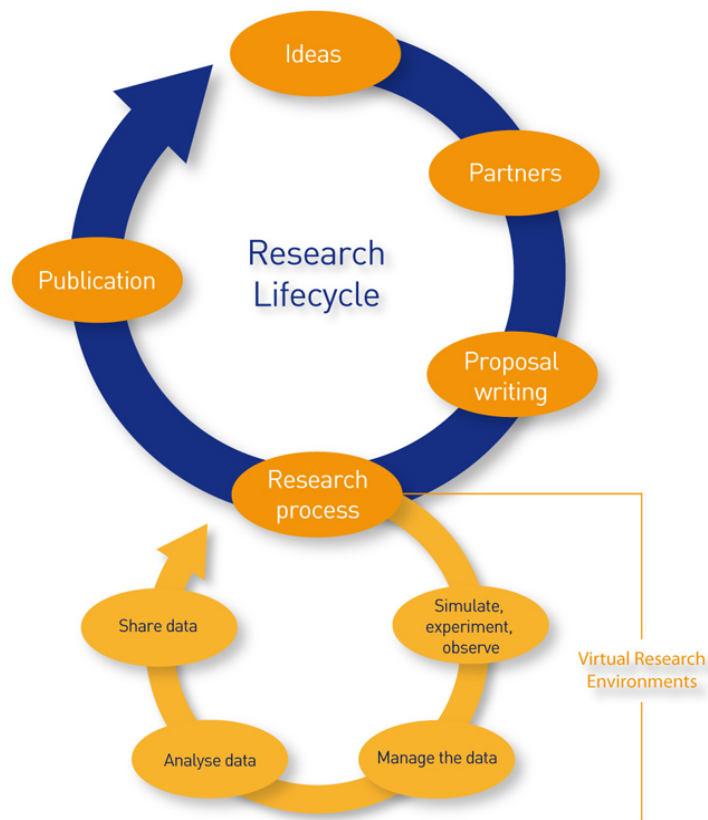 Ideas
Partners
Research
Lifecycle
Publication
Proposal
writing
Research
process
Simulate,
experiment,
observe
Share data
Virtual Research
Environments
Manage the data
Analyse data